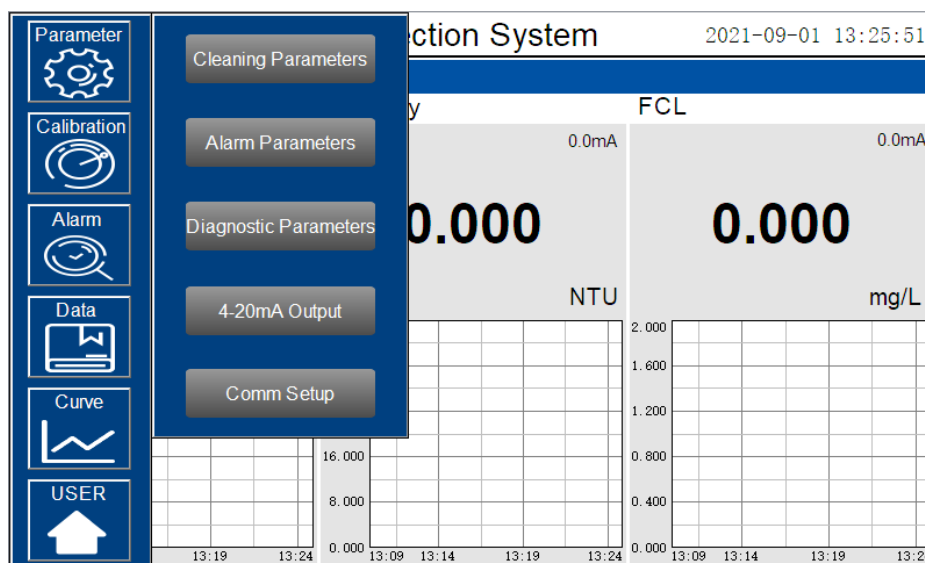 Parameter
Calibration
Alarm
Data
Curve
USER
Cleaning Parameters
Alarm Parameters
Diagnostic Parameters
4-20mA Output
Comm Setup
ction System
2021-09-01 13:25:51
y
FCL
0.0mA
0.0mA
0.000
0.000
NTU
mg/L
16.000
8.000
0.000
2.000
1.600
1.200
0.800
0.400
0.000
13:19 13:24
13:09 13:14 13:19 13:24
13:09 13:14 13:19 13:2